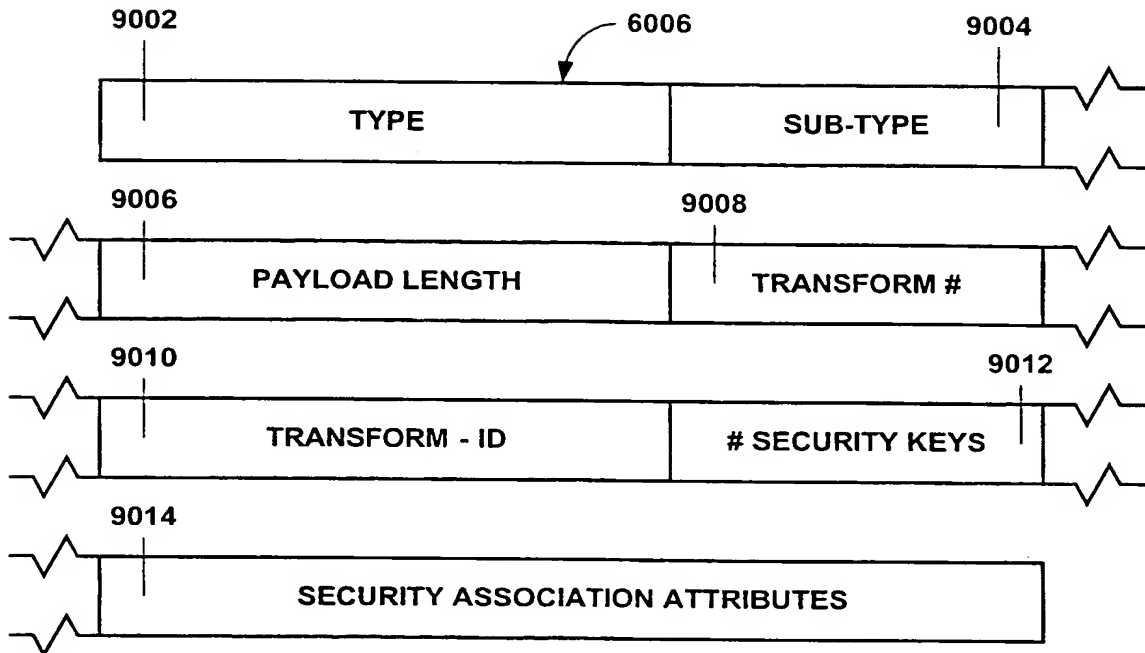 9002 6006 9004
TYPE SUB-TYPE
9006 9008
PAYLOAD LENGTH TRANSFORM #
9010 9012
TRANSFORM - ID # SECURITY KEYS
9014
SECURITY ASSOCIATION ATTRIBUTES